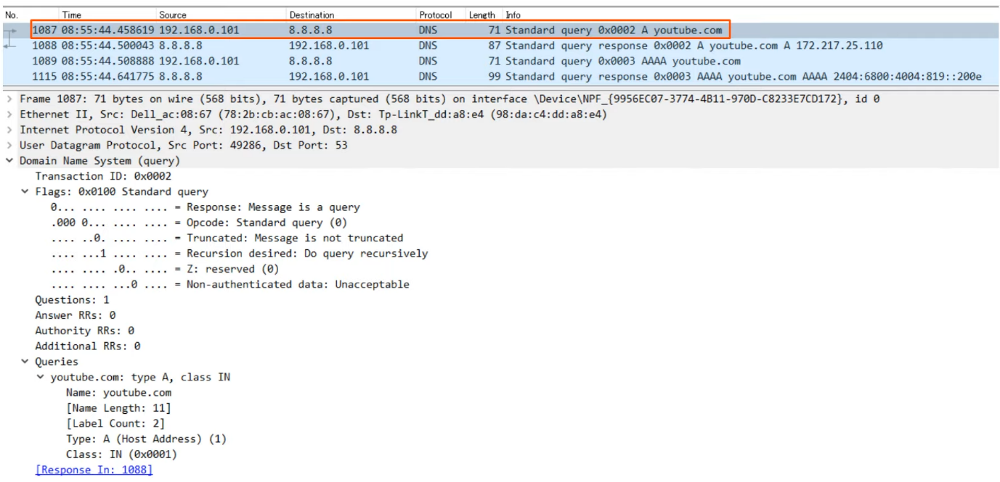 No. Time Source Destination Protocol Length Info
1087 08:55:44.458619 192.168.0.101 8.8.8.8 DNS 71 Standard query 0x0002 A youtube.com
1088 08:55:44.500043 8.8.8.8 192.168.0.101 DNS 87 Standard query response 0x0002 A youtube.com A 172.217.25.110
1089 08:55:44.508888 192.168.0.101 8.8.8.8 DNS 71 Standard query 0x0003 AAAA youtube.com
1115 08:55:44.641775 8.8.8.8 192.168.0.101 DNS 99 Standard query response 0x0003 AAAA youtube.com AAAA 2404:6800:4004:819::200e
Frame 1087: 71 bytes on wire (568 bits), 71 bytes captured (568 bits) on interface \Device\NPF_{9956EC07-3774-4B11-970D-C8233E7CD172}, id 0
Ethernet II, Src: Dell_ac:08:67 (78:2b:cb:ac:08:67), Dst: Tp-LinkT_dd:a8:e4 (98:da:c4:dd:a8:e4)
Internet Protocol Version 4, Src: 192.168.0.101, Dst: 8.8.8.8
User Datagram Protocol, Src Port: 49286, Dst Port: 53
Domain Name System (query)
Transaction ID: 0x0002
Flags: 0x0100 Standard query
0... .... .... .... = Response: Message is a query
.000 0... .... .... = Opcode: Standard query (0)
.... ..0. .... .... = Truncated: Message is not truncated
.... ...1 .... .... = Recursion desired: Do query recursively
.... .... .0.. .... = Z: reserved (0)
.... .... ...0 .... = Non-authenticated data: Unacceptable
Questions: 1
Answer RRs: 0
Authority RRs: 0
Additional RRs: 0
Queries
youtube.com: type A, class IN
Name: youtube.com
[Name Length: 11]
[Label Count: 2]
Type: A (Host Address) (1)
Class: IN (0x0001)
[Response In: 1088]